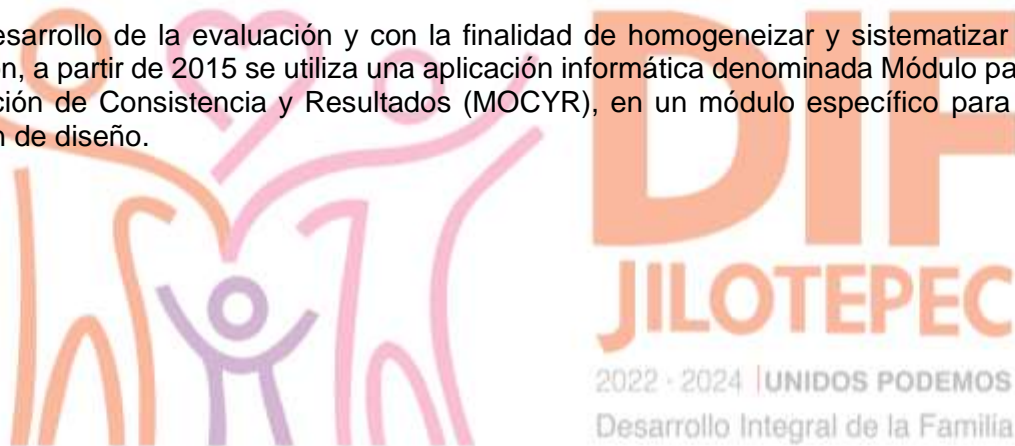 esarrollo de la evaluación y con la finalidad de homogeneizar y sistematizar
n, a partir de 2015 se utiliza una aplicación informática denominada Módulo pa
ción de Consistencia y Resultados (MOCYR), en un módulo específico para
n de diseño.
DIF
JILOTEPEC
2022 - 2024 | UNIDOS PODEMOS
Desarrollo Integral de la Familia